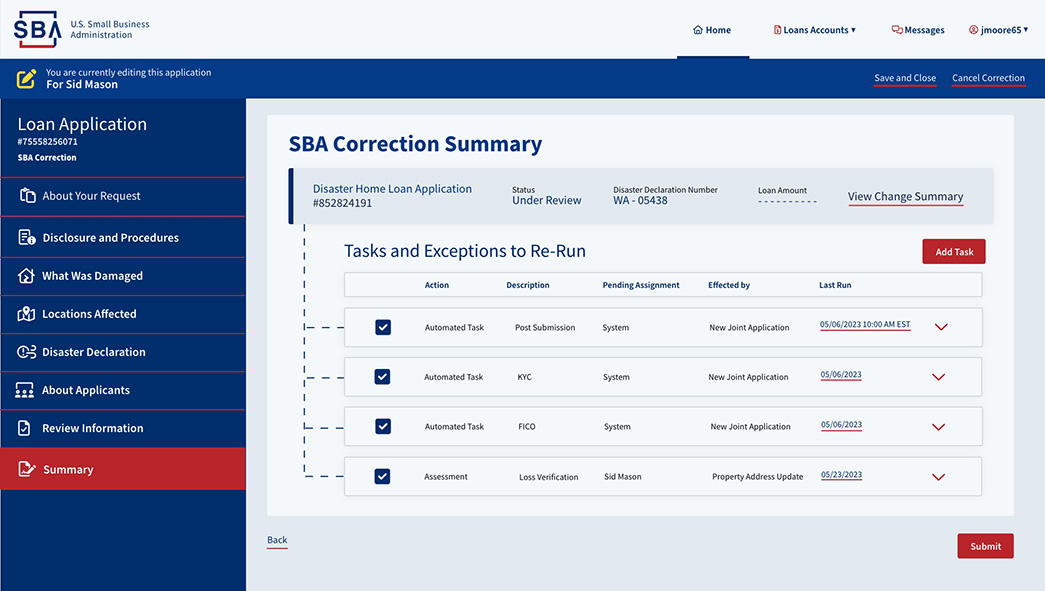 SBA
U.S. Small Business
Administration
Home
Loans Accounts
Messages
jmoore65
You are currently editing this application
For Sid Mason
Save and Close
Cancel Correction
Loan Application
#75558256071
SBA Correction
About Your Request
Disclosure and Procedures
What Was Damaged
Locations Affected
Disaster Declaration
About Applicants
Review Information
Summary
SBA Correction Summary
Disaster Home Loan Application
#852824191
Status
Under Review
Disaster Declaration Number
WA - 05438
Loan Amount
- - - - - - - - - -
View Change Summary
Tasks and Exceptions to Re-Run
Add Task
Action Description Pending Assignment Effected by Last Run
Automated Task Post Submission System New Joint Application 05/06/2023 10:00 AM EST
Automated Task KYC System New Joint Application 05/06/2023
Automated Task FICO System New Joint Application 05/06/2023
Assessment Loss Verification Sid Mason Property Address Update 05/23/2023
Back
Submit